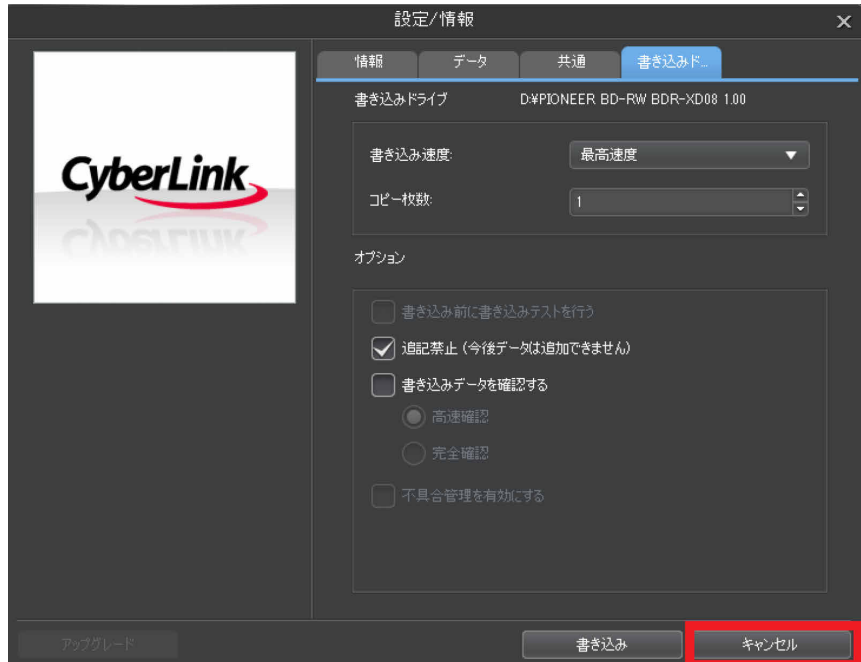 設定/情報
情報 データ 共通 書き込みド...
CyberLink
書き込みドライブ D:¥PIONEER BD-RW BDR-XD08 1.00
書き込み速度: 最高速度
コピー枚数: 1
オプション
書き込み前に書き込みテストを行う
追記禁止 (今後データは追加できません)
書き込みデータを確認する
高速確認
完全確認
不具合管理を有効にする
アップグレード 書き込み キャンセル